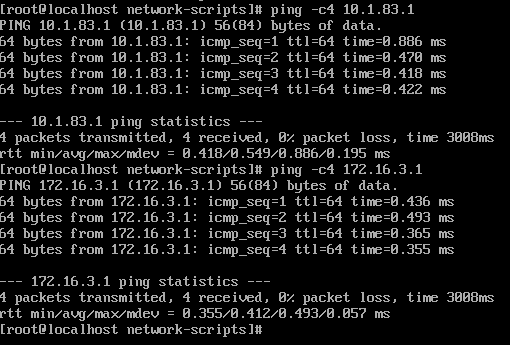 [root@localhost network-scripts]# ping -c4 10.1.83.1
PING 10.1.83.1 (10.1.83.1) 56(84) bytes of data.
64 bytes from 10.1.83.1: icmp_seq=1 ttl=64 time=0.886 ms
64 bytes from 10.1.83.1: icmp_seq=2 ttl=64 time=0.470 ms
64 bytes from 10.1.83.1: icmp_seq=3 ttl=64 time=0.418 ms
64 bytes from 10.1.83.1: icmp_seq=4 ttl=64 time=0.422 ms
--- 10.1.83.1 ping statistics ---
4 packets transmitted, 4 received, 0% packet loss, time 3008ms
rtt min/avg/max/mdev = 0.418/0.549/0.886/0.195 ms
[root@localhost network-scripts]# ping -c4 172.16.3.1
PING 172.16.3.1 (172.16.3.1) 56(84) bytes of data.
64 bytes from 172.16.3.1: icmp_seq=1 ttl=64 time=0.436 ms
64 bytes from 172.16.3.1: icmp_seq=2 ttl=64 time=0.493 ms
64 bytes from 172.16.3.1: icmp_seq=3 ttl=64 time=0.365 ms
64 bytes from 172.16.3.1: icmp_seq=4 ttl=64 time=0.355 ms
--- 172.16.3.1 ping statistics ---
4 packets transmitted, 4 received, 0% packet loss, time 3008ms
rtt min/avg/max/mdev = 0.355/0.412/0.493/0.057 ms
[root@localhost network-scripts]#